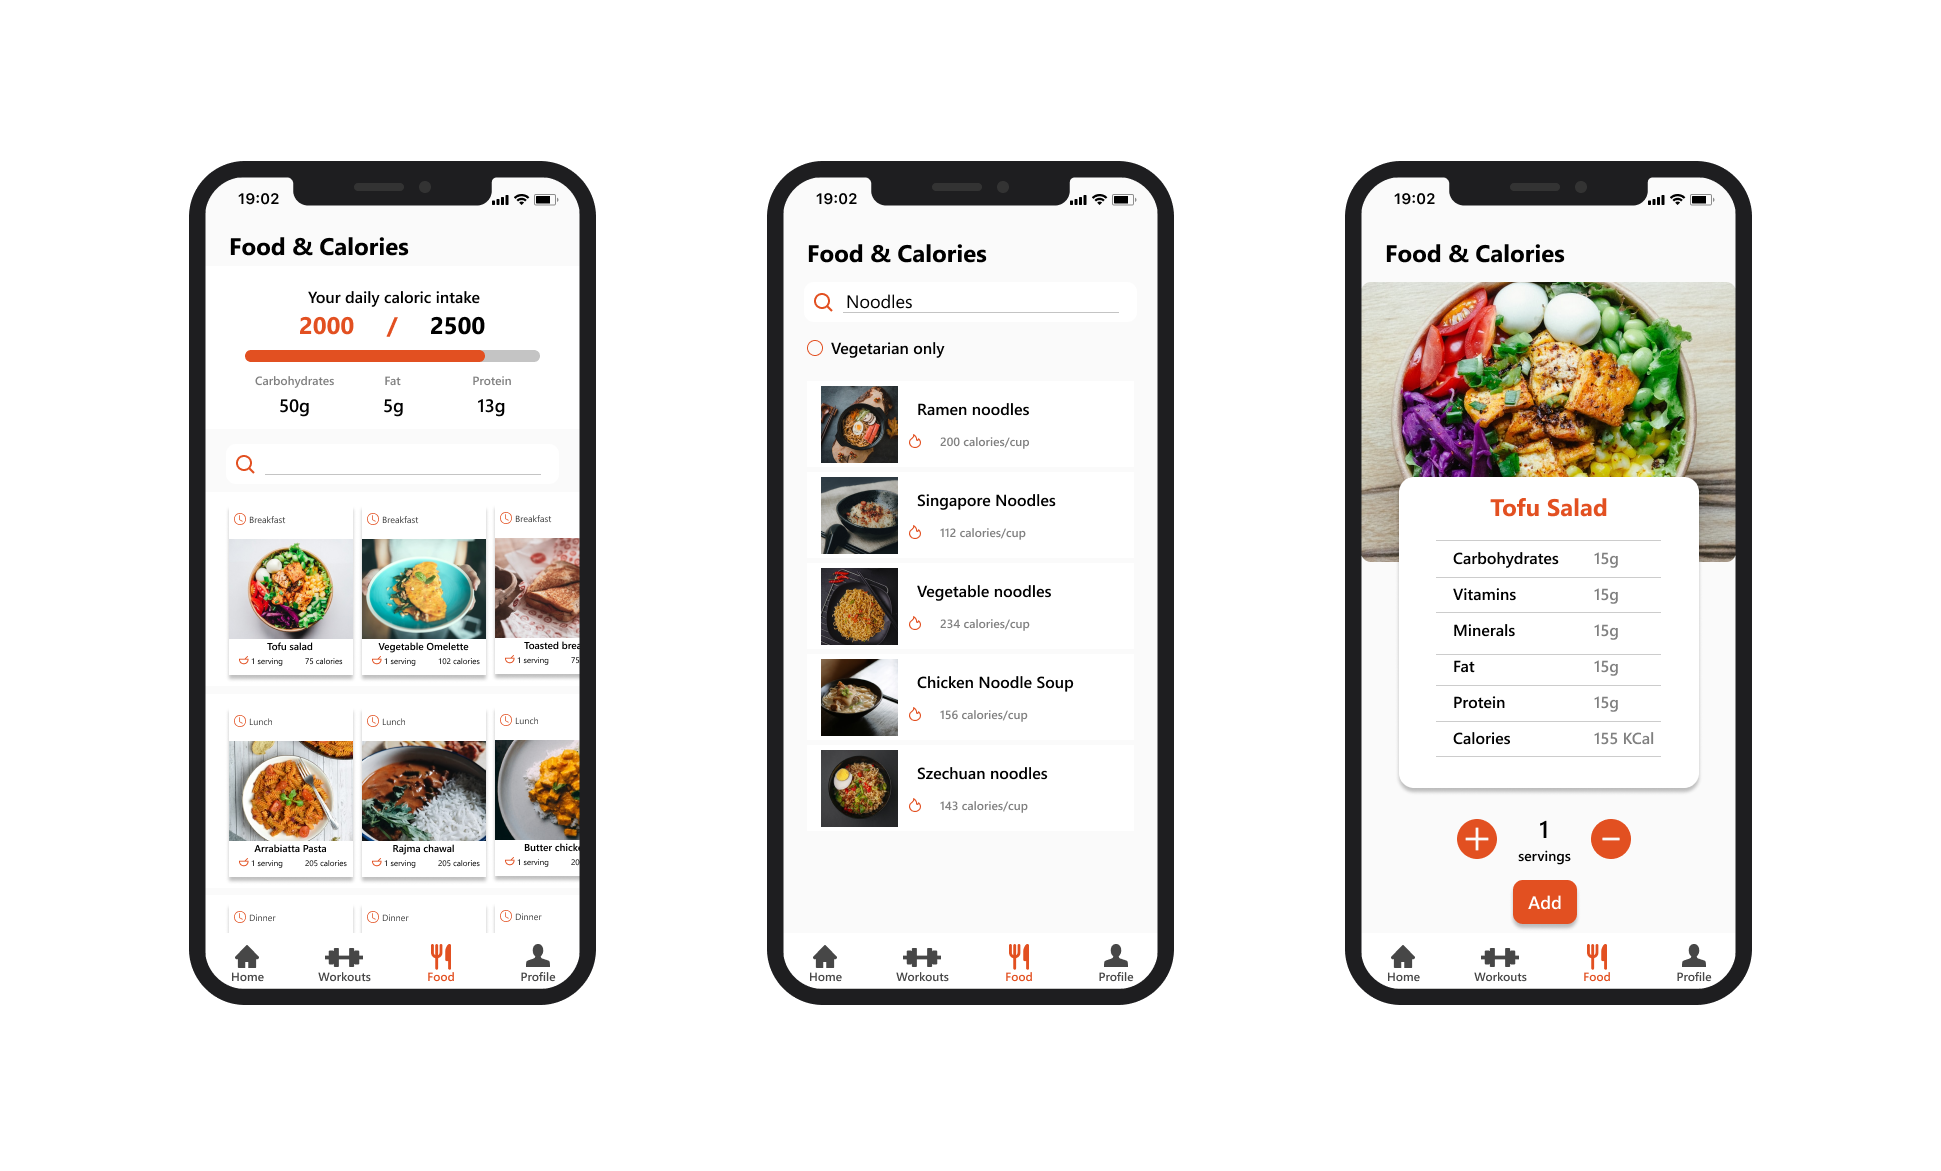 19:02
Food & Calories
Your daily caloric intake
2000 / 2500
Carbohydrates Fat Protein
50g 5g 13g
Breakfast Breakfast Breakfast
Tofu salad Vegetable Omelette Toasted brea
1 serving 75 calories 1 serving 102 calories 1 serving 75
Lunch Lunch Lunch
Arrabiatta Pasta Rajma chawal Butter chick
1 serving 205 calories 1 serving 205 calories 1 serving 20
Dinner Dinner Dinner
Home Workouts Food Profile
19:02
Food & Calories
Noodles
Vegetarian only
Ramen noodles
200 calories/cup
Singapore Noodles
112 calories/cup
Vegetable noodles
234 calories/cup
Chicken Noodle Soup
156 calories/cup
Szechuan noodles
143 calories/cup
Home Workouts Food Profile
19:02
Food & Calories
Tofu Salad
Carbohydrates 15g
Vitamins 15g
Minerals 15g
Fat 15g
Protein 15g
Calories 155 KCal
1
servings
Add
Home Workouts Food Profile